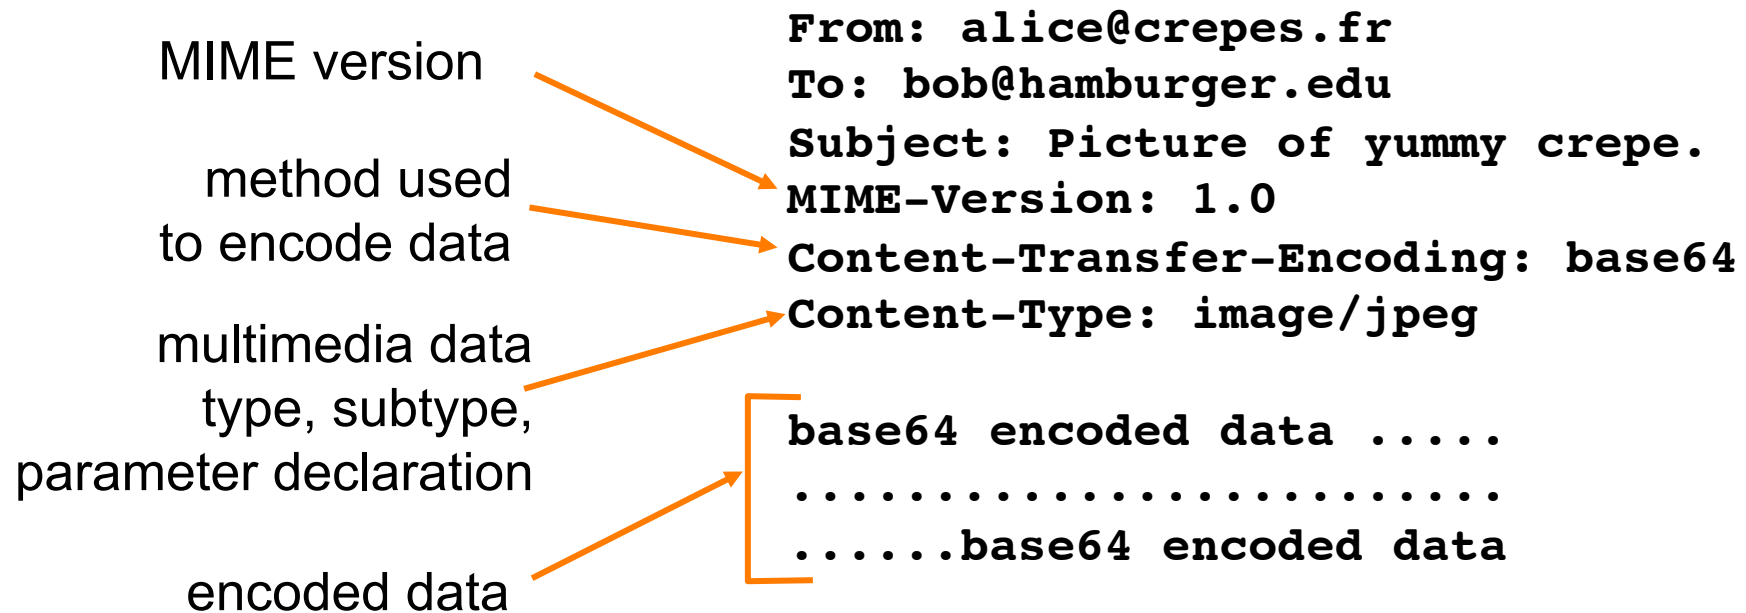 MIME version
method used
to encode data
multimedia data
type, subtype,
parameter declaration
encoded data
From: alice@crepes.fr
To: bob@hamburger.edu
Subject: Picture of yummy crepe.
MIME-Version: 1.0
Content-Transfer-Encoding: base64
Content-Type: image/jpeg
base64 encoded data .....
.........................
......base64 encoded data